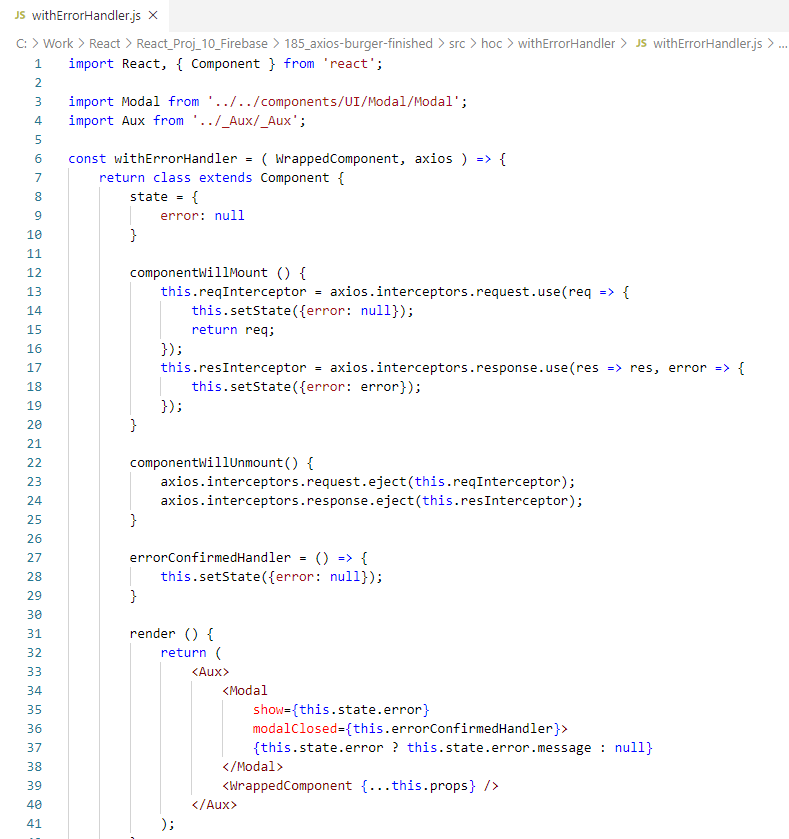 JS withErrorHandler.js ×
C: > Work > React > React_Proj_10_Firebase > 185_axios-burger-finished > src > hoc > withErrorHandler > JS withErrorHandler.js > ...
1 import React, { Component } from 'react';
2
3 import Modal from '../../components/UI/Modal/Modal';
4 import Aux from '../_Aux/_Aux';
5
6 const withErrorHandler = ( WrappedComponent, axios ) => {
7     return class extends Component {
8         state = {
9             error: null
10         }
11
12         componentWillMount () {
13             this.reqInterceptor = axios.interceptors.request.use(req => {
14                 this.setState({error: null});
15                 return req;
16             });
17             this.resInterceptor = axios.interceptors.response.use(res => res, error => {
18                 this.setState({error: error});
19             });
20         }
21
22         componentWillUnmount() {
23             axios.interceptors.request.eject(this.reqInterceptor);
24             axios.interceptors.response.eject(this.resInterceptor);
25         }
26
27         errorConfirmedHandler = () => {
28             this.setState({error: null});
29         }
30
31         render () {
32             return (
33                 <Aux>
34                     <Modal
35                         show={this.state.error}
36                         modalClosed={this.errorConfirmedHandler}>
37                         {this.state.error ? this.state.error.message : null}
38                     </Modal>
39                     <WrappedComponent {...this.props} />
40                 </Aux>
41             );